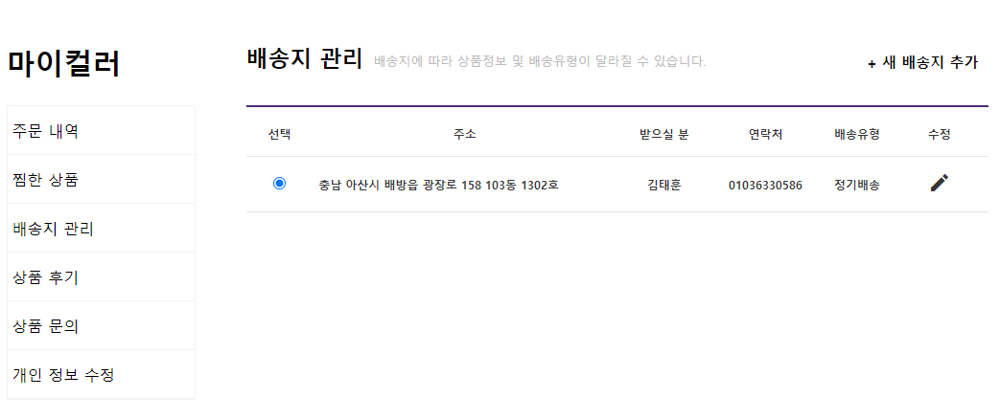 마이컬러
주문 내역
찜한 상품
배송지 관리
상품 후기
상품 문의
개인 정보 수정
배송지 관리 배송지에 따라 상품정보 및 배송유형이 달라질 수 있습니다.
+ 새 배송지 추가
선택 주소 받으실 분 연락처 배송유형 수정
충남 아산시 배방읍 광장로 158 103동 1302호 김태훈 01036330586 정기배송